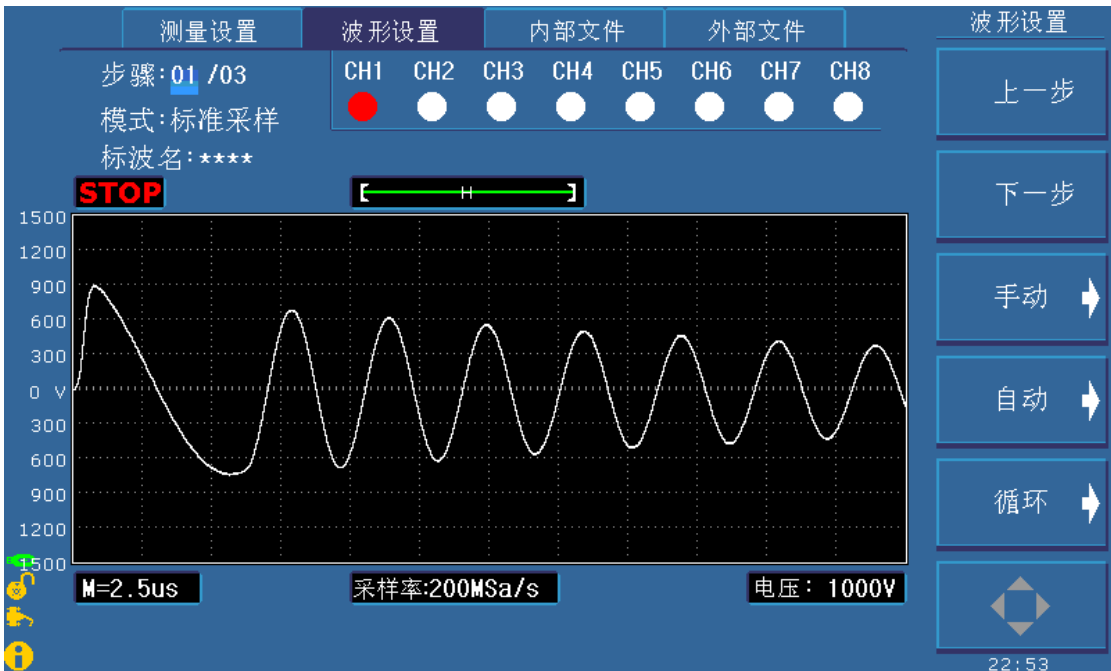 测量设置 波形设置 内部文件 外部文件 波形设置
步骤:01 /03 CH1 CH2 CH3 CH4 CH5 CH6 CH7 CH8
上一步
模式:标准采样
标波名:****
STOP [ H ]
下一步
1500
1200
900
手动
600
300
0 V
自动
300
600
900
循环
1200
1500
M=2.5us 采样率:200MSa/s 电压: 1000V
22:53